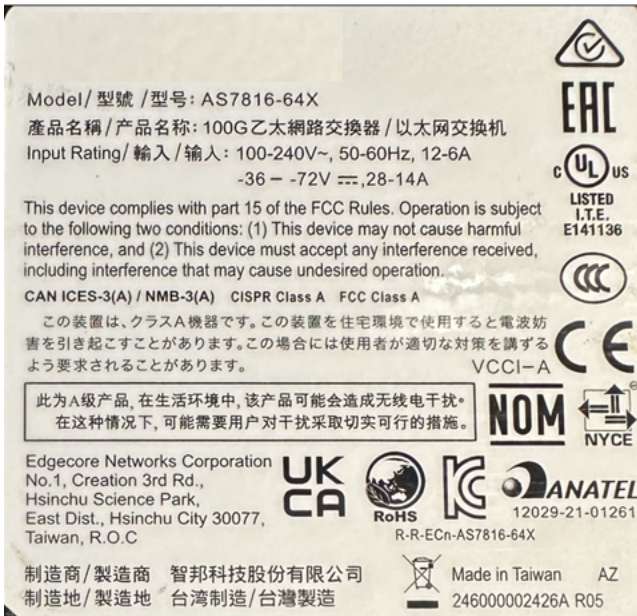 Model/ 型號 /型号: AS7816-64X
產品名稱/产品名称: 100G乙太網路交換器/以太网交换机
Input Rating/ 輸入 /输入: 100-240V~, 50-60Hz, 12-6A
-36 - -72V ⎓,28-14A
This device complies with part 15 of the FCC Rules. Operation is subject
to the following two conditions: (1) This device may not cause harmful
interference, and (2) This device must accept any interference received,
including interference that may cause undesired operation.
CAN ICES-3(A) / NMB-3(A) CISPR Class A FCC Class A
この装置は、クラスA機器です。この装置を住宅環境で使用すると電波妨
害を引き起こすことがあります。この場合には使用者が適切な対策を講ずる
よう要求されることがあります。
VCCI-A
此为A级产品, 在生活环境中, 该产品可能会造成无线电干扰。
在这种情况下, 可能需要用户对干扰采取切实可行的措施。
Edgecore Networks Corporation
No.1, Creation 3rd Rd.,
Hsinchu Science Park,
East Dist., Hsinchu City 30077,
Taiwan, R.O.C
制造商/製造商 智邦科技股份有限公司
制造地/製造地 台湾制造/台灣製造
EAC
C UL US
LISTED
I.T.E.
E141136
CCC
CE
NOM
NYCE
UK
CA
RoHS
KC
ANATEL
12029-21-01261
R-R-ECn-AS7816-64X
Made in Taiwan AZ
246000002426A R05